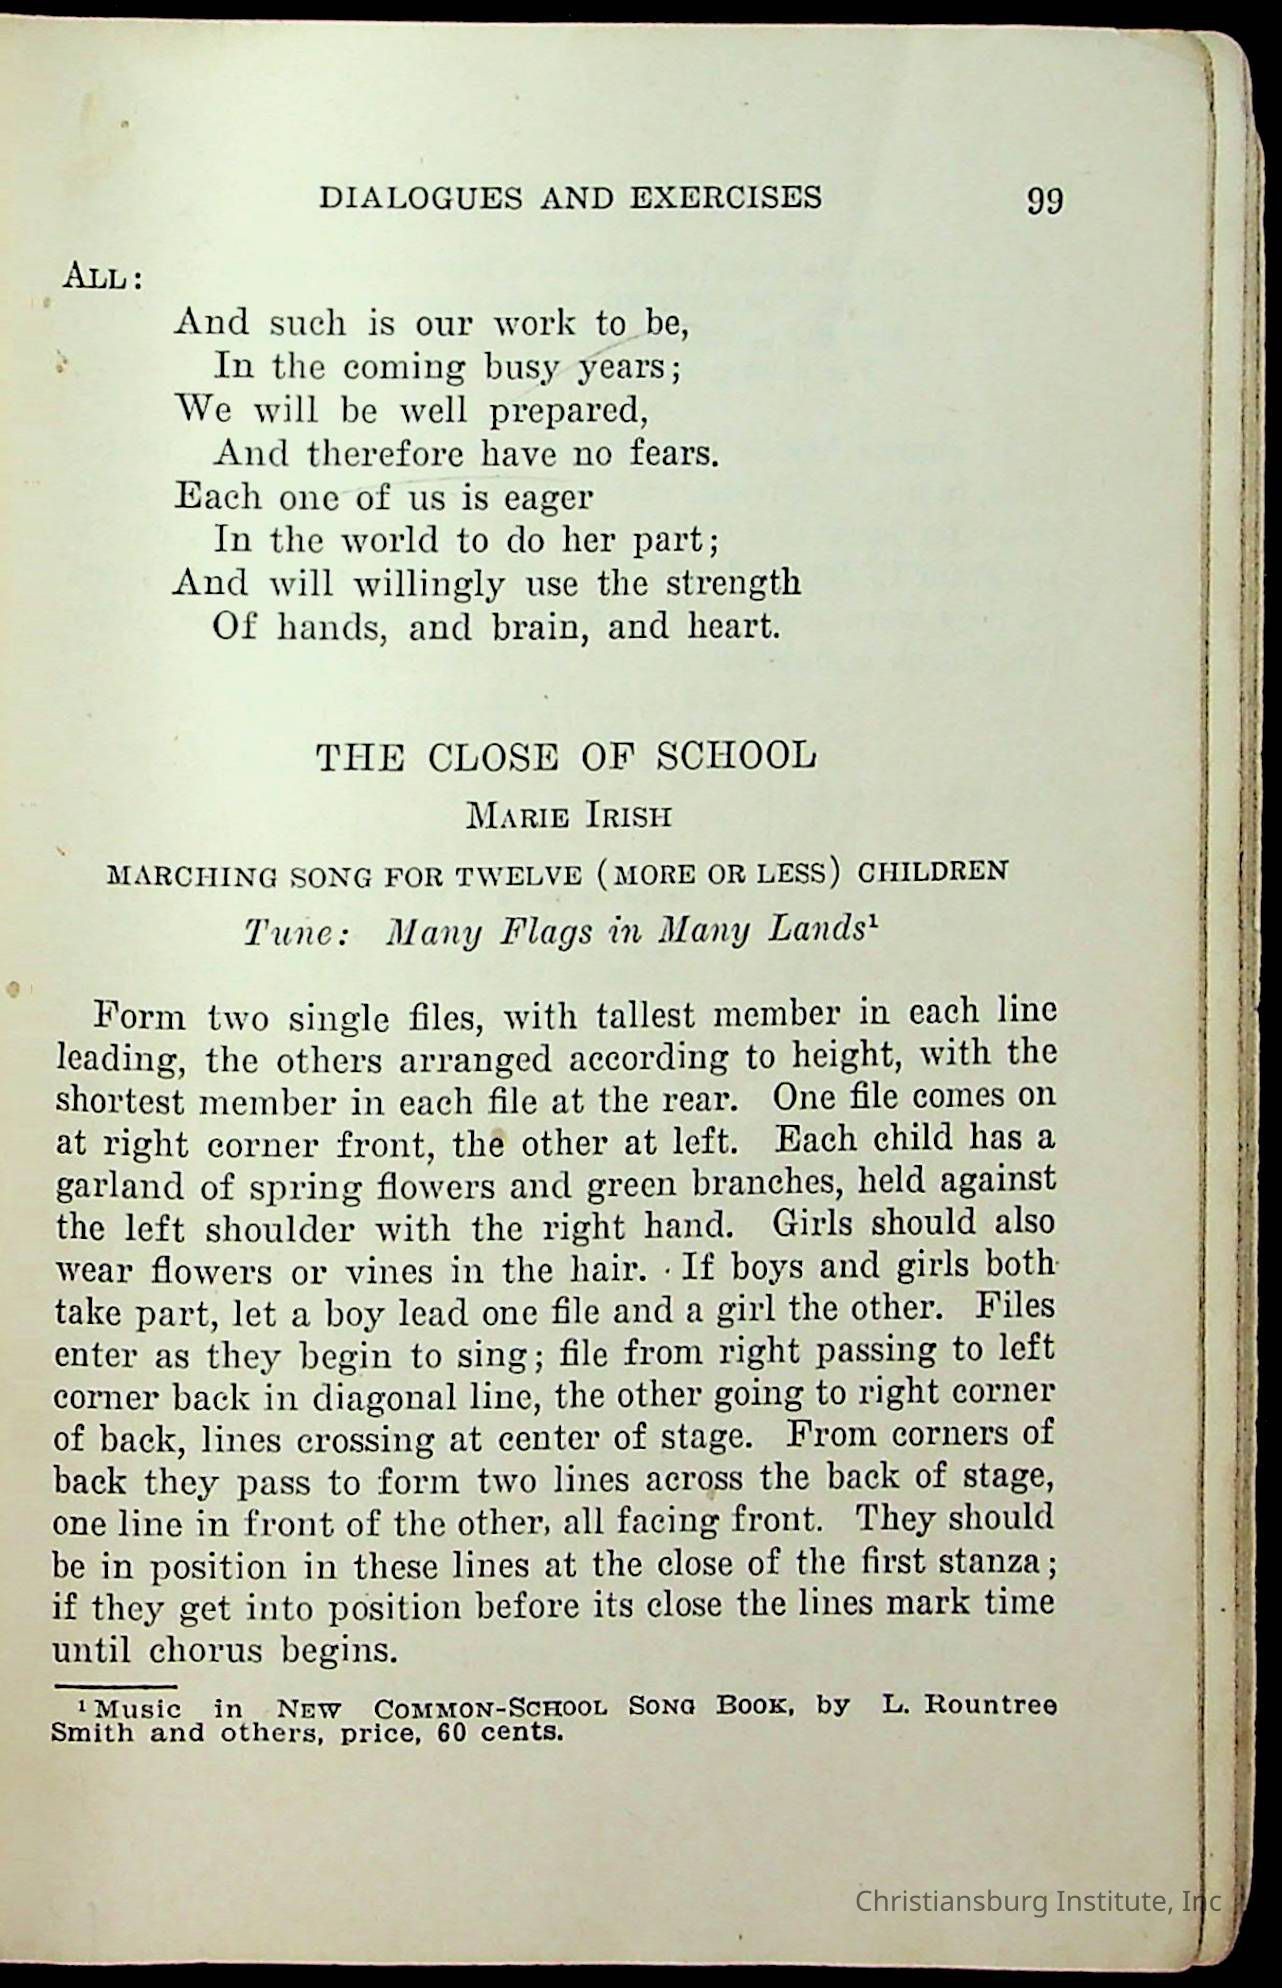 DIALOGUES AND EXERCISES 99
ALL:
And such is our work to be,
In the coming busy years;
We will be well prepared,
And therefore have no fears.
Each one of us is eager
In the world to do her part;
And will willingly use the strength
Of hands, and brain, and heart.
THE CLOSE OF SCHOOL
MARIE IRISH
MARCHING SONG FOR TWELVE (MORE OR LESS) CHILDREN
Tune: Many Flags in Many Lands¹
Form two single files, with tallest member in each line
leading, the others arranged according to height, with the
shortest member in each file at the rear. One file comes on
at right corner front, the other at left. Each child has a
garland of spring flowers and green branches, held against
the left shoulder with the right hand. Girls should also
wear flowers or vines in the hair. If boys and girls both
take part, let a boy lead one file and a girl the other. Files
enter as they begin to sing; file from right passing to left
corner back in diagonal line, the other going to right corner
of back, lines crossing at center of stage. From corners of
back they pass to form two lines across the back of stage,
one line in front of the other, all facing front. They should
be in position in these lines at the close of the first stanza;
if they get into position before its close the lines mark time
until chorus begins.
¹ Music in NEW COMMON-SCHOOL SONG BOOK, by L. Rountree
Smith and others, price, 60 cents.
Christiansburg Institute, Inc